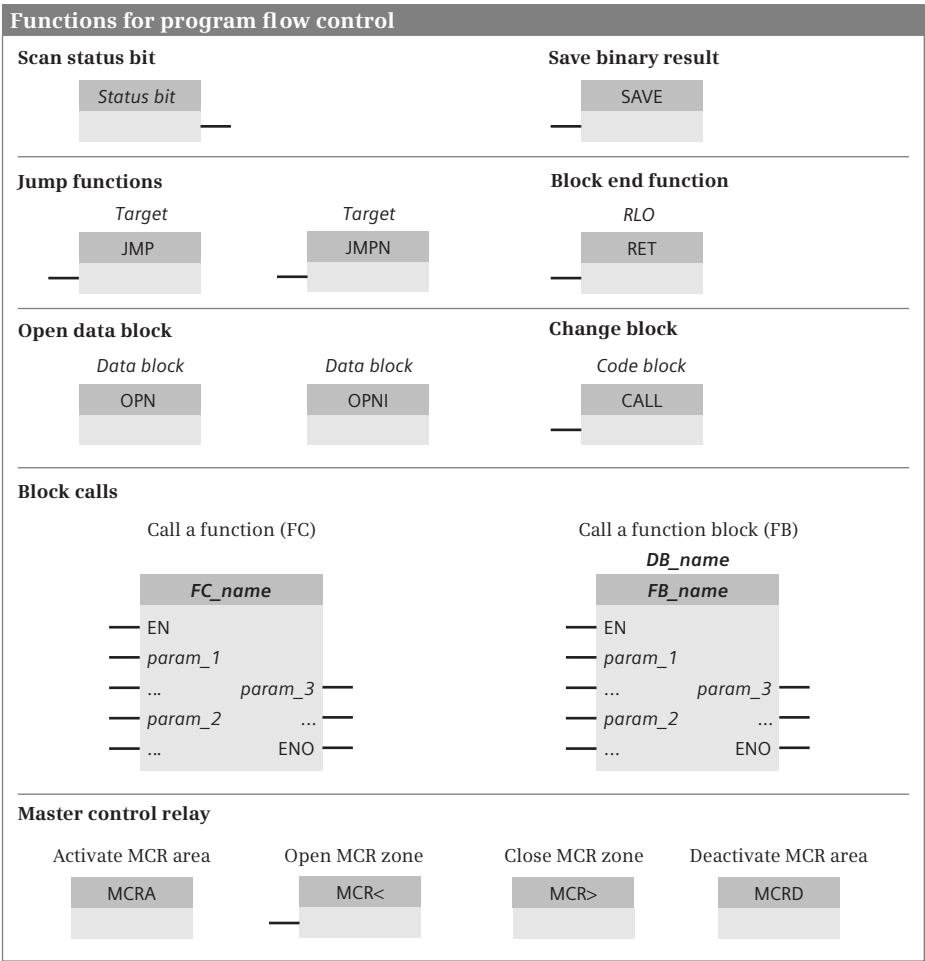 Functions for program flow control
Scan status bit
Save binary result
Status bit
SAVE
Jump functions
Block end function
Target
Target
RLO
JMP
JMPN
RET
Open data block
Change block
Data block
Data block
Code block
OPN
OPNI
CALL
Block calls
Call a function (FC)
FC_name
EN
param_1
... param_3
param_2 ...
... ENO
Call a function block (FB)
DB_name
FB_name
EN
param_1
... param_3
param_2 ...
... ENO
Master control relay
Activate MCR area
Open MCR zone
Close MCR zone
Deactivate MCR area
MCRA
MCR<
MCR>
MCRD